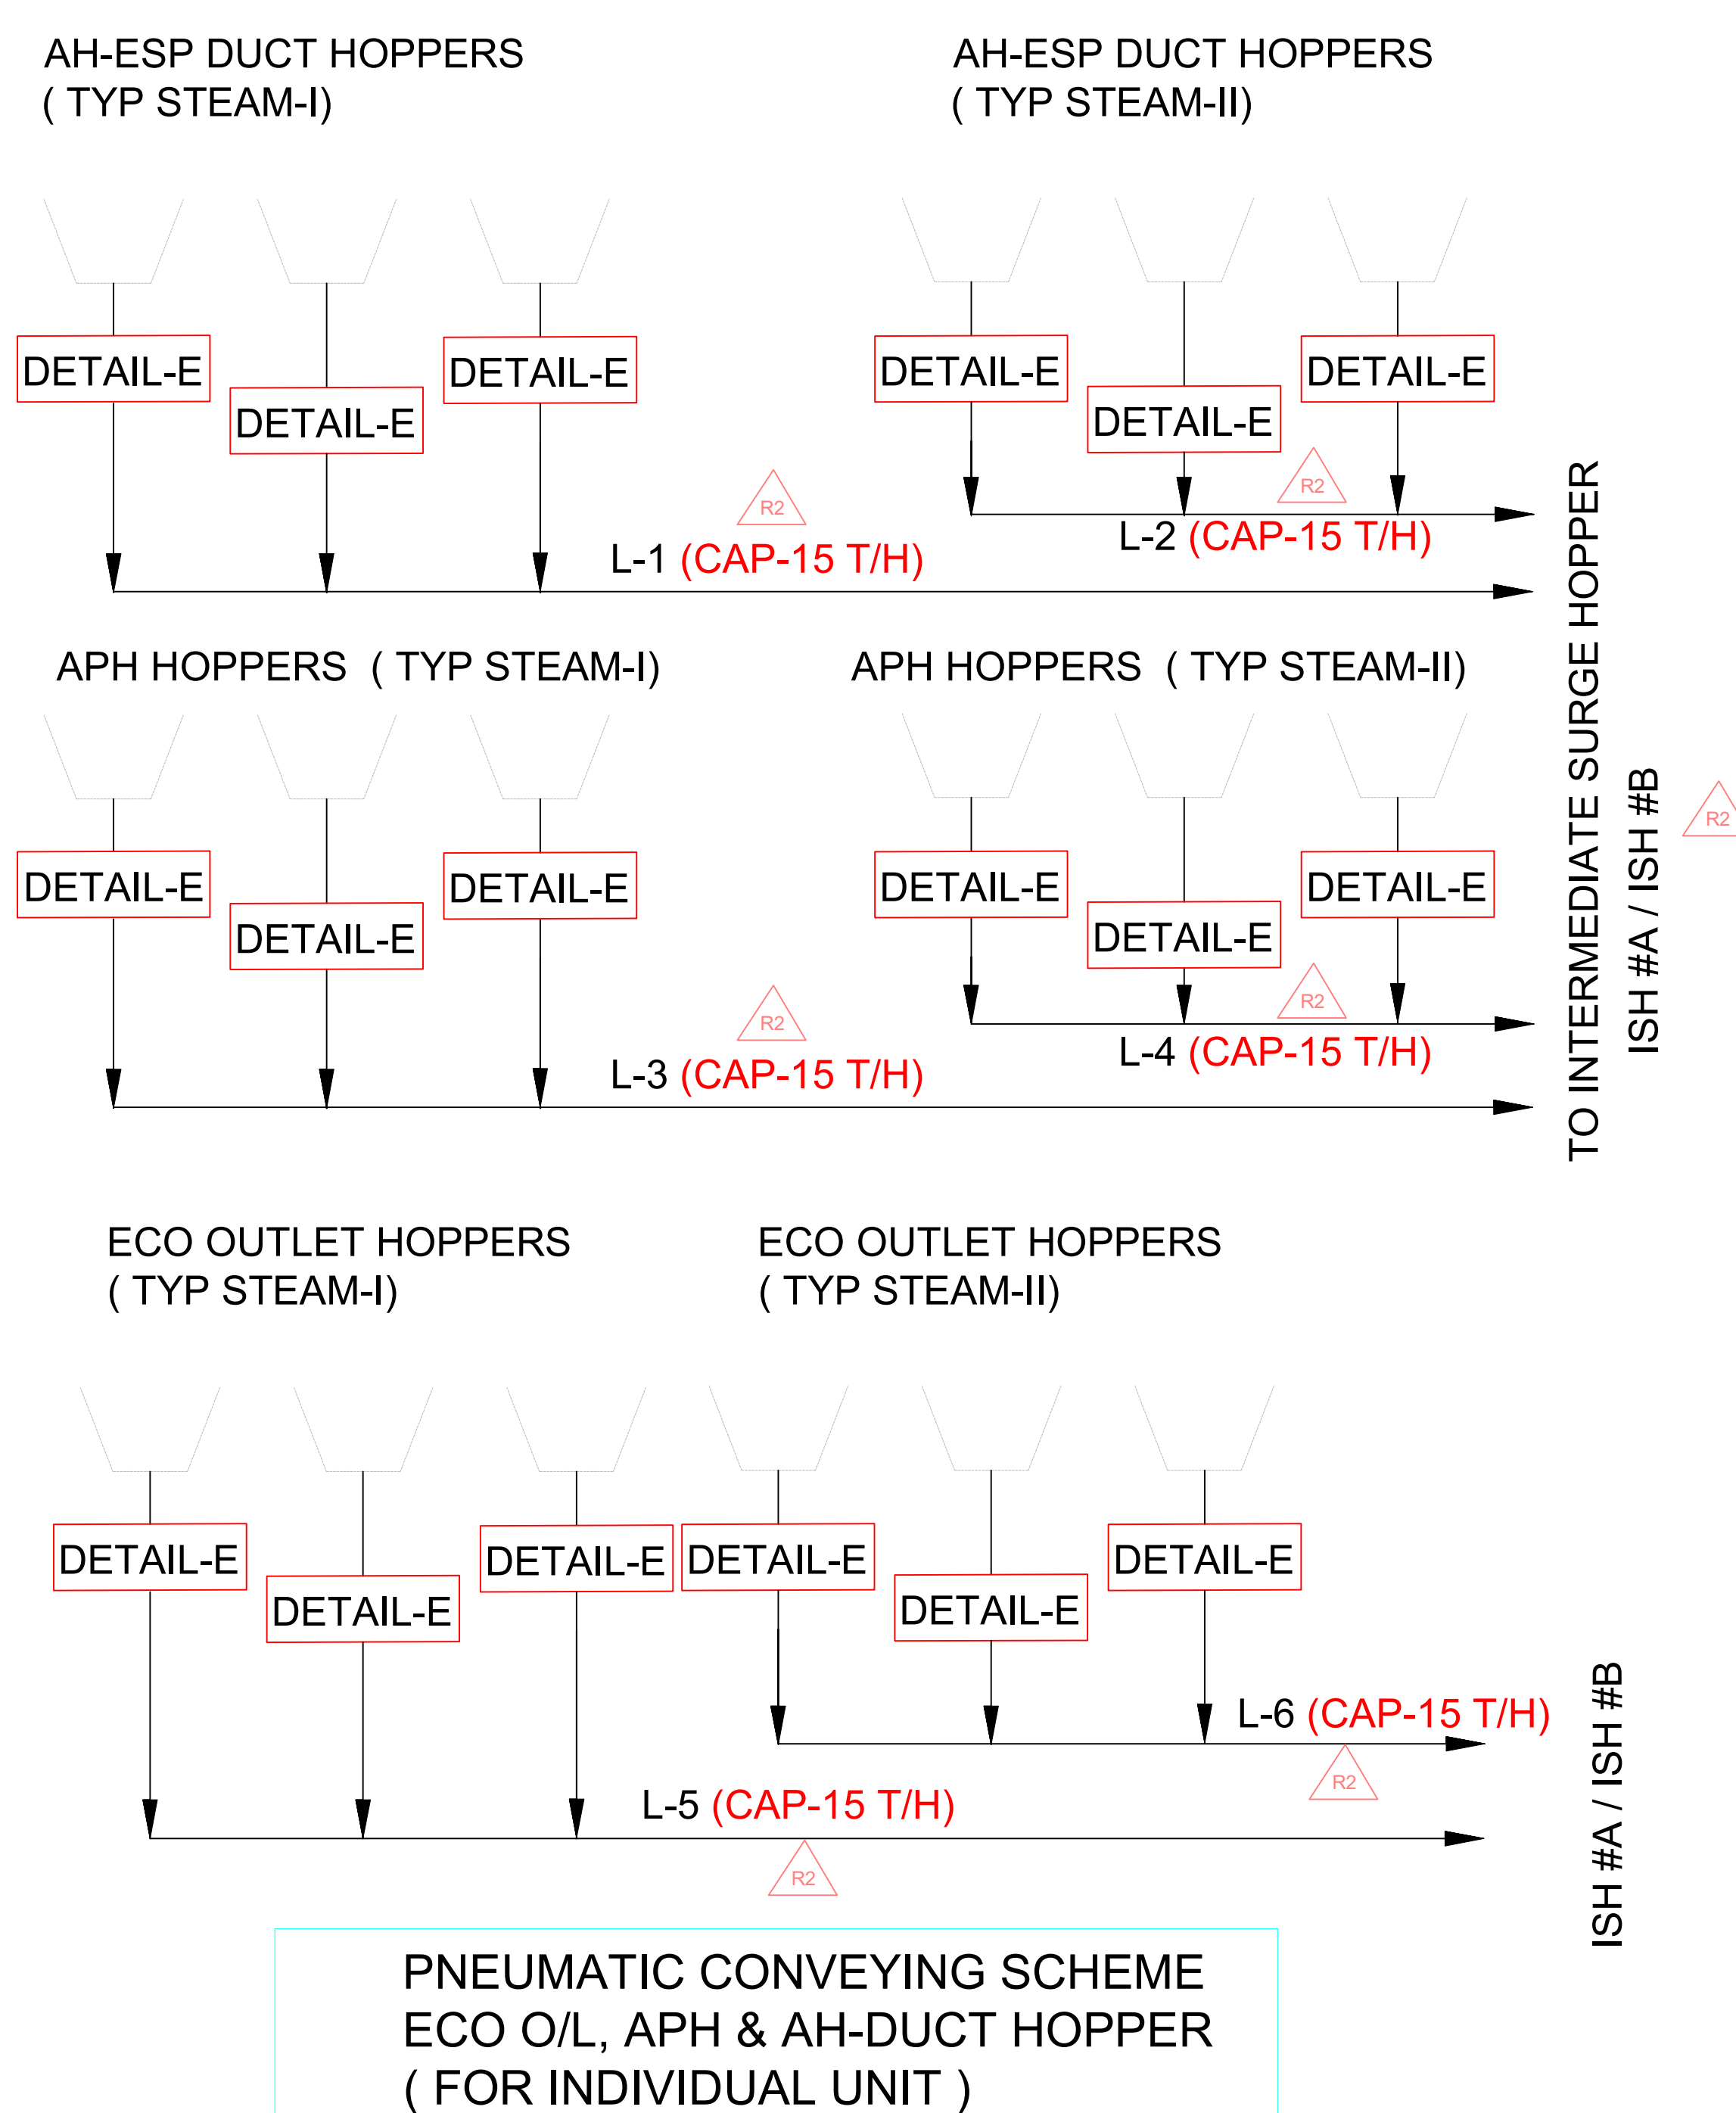 AH-ESP DUCT HOPPERS
( TYP STEAM-I)
AH-ESP DUCT HOPPERS
( TYP STEAM-II)
DETAIL-E
DETAIL-E
DETAIL-E
DETAIL-E
DETAIL-E
DETAIL-E
R2
R2
L-1 (CAP-15 T/H)
L-2 (CAP-15 T/H)
APH HOPPERS ( TYP STEAM-I)
APH HOPPERS ( TYP STEAM-II)
DETAIL-E
DETAIL-E
DETAIL-E
DETAIL-E
DETAIL-E
DETAIL-E
R2
R2
L-3 (CAP-15 T/H)
L-4 (CAP-15 T/H)
TO INTERMEDIATE SURGE HOPPER
ISH #A / ISH #B
R2
ECO OUTLET HOPPERS
( TYP STEAM-I)
ECO OUTLET HOPPERS
( TYP STEAM-II)
DETAIL-E
DETAIL-E
DETAIL-E
DETAIL-E
DETAIL-E
DETAIL-E
L-6 (CAP-15 T/H)
R2
L-5 (CAP-15 T/H)
R2
ISH #A / ISH #B
PNEUMATIC CONVEYING SCHEME
ECO O/L, APH & AH-DUCT HOPPER
( FOR INDIVIDUAL UNIT )